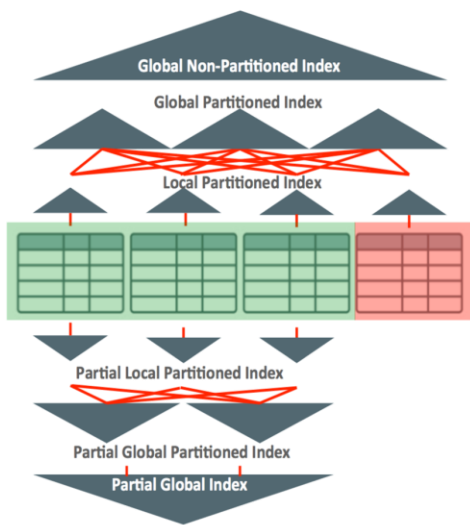 Global Non-Partitioned Index
Global Partitioned Index
Local Partitioned Index
Partial Local Partitioned Index
Partial Global Partitioned Index
Partial Global Index